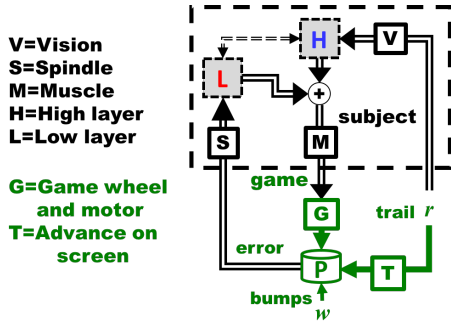 V=Vision
S=Spindle
M=Muscle
H=High layer
L=Low layer
G=Game wheel
and motor
T=Advance on
screen
H
V
L
+
subject
S
M
game
G
trail r
error
P
T
bumps
w